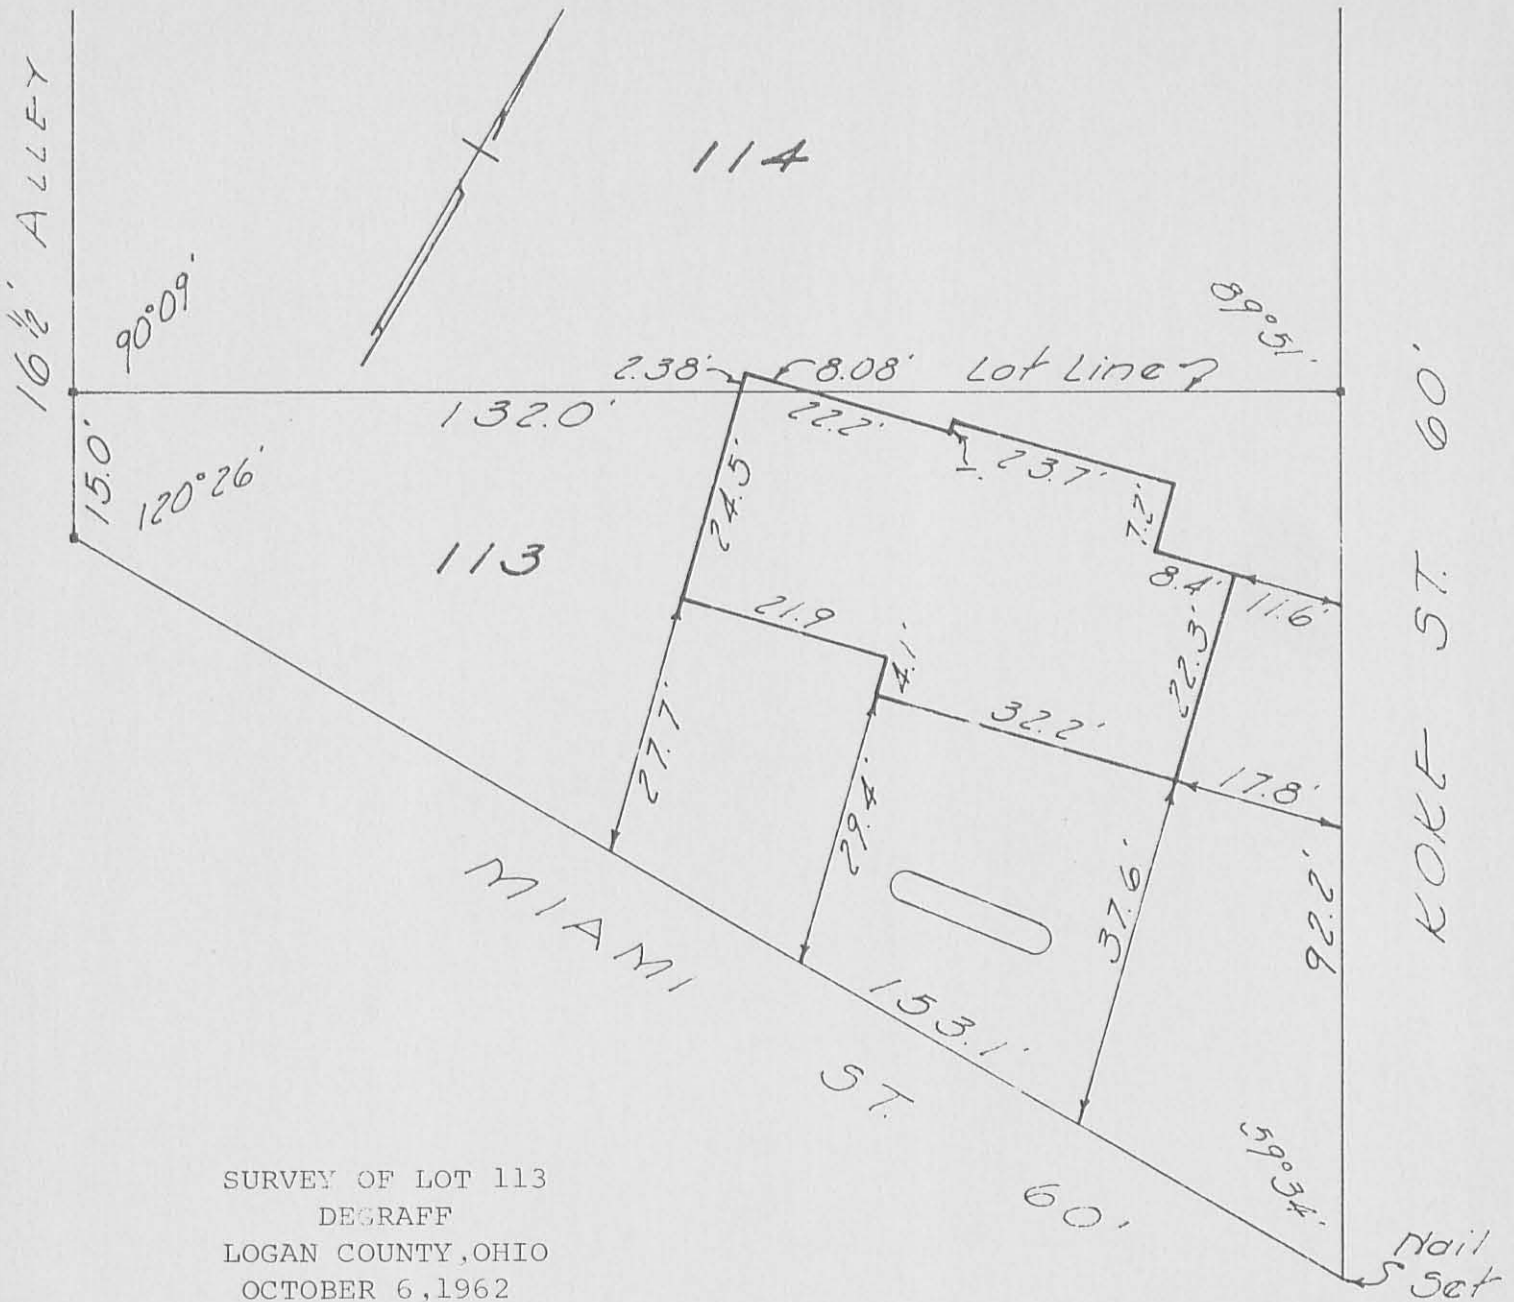 16 ½' ALLEY
114
90°09'
89°51'
2.38'
8.08'
Lot Line
132.0'
22.2'
1.
23.7'
15.0'
120°26'
113
24.5'
7.2'
8.4'
11.6'
21.9
4.1'
22.3'
27.7'
32.2'
17.8'
29.4'
37.6'
92.2'
KOKE ST. 60'
MIAMI ST. 60'
153.1'
59°34'
Nail
Set
SURVEY OF LOT 113
DEGRAFF
LOGAN COUNTY,OHIO
OCTOBER 6,1962